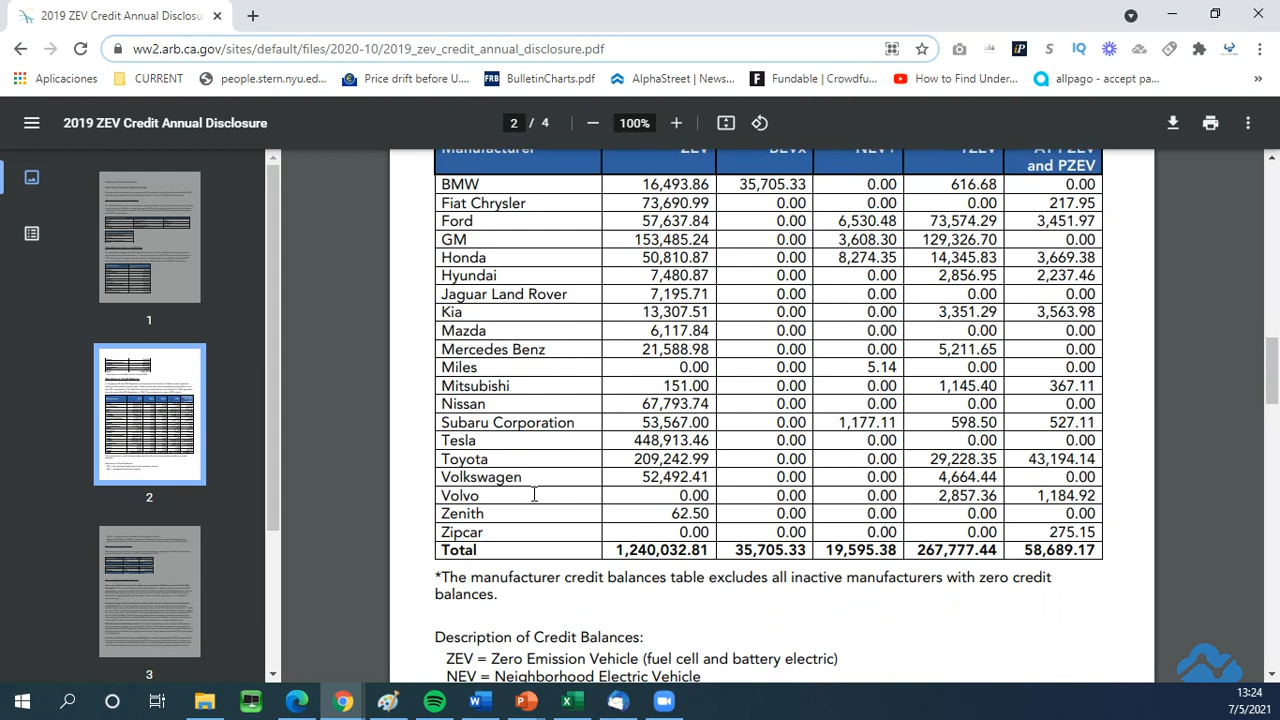 2019 ZEV Credit Annual Disclosu
ww2.arb.ca.gov/sites/default/files/2020-10/2019_zev_credit_annual_disclosure.pdf
Aplicaciones CURRENT people.stern.nyu.ed... Price drift before U... FRB BulletinCharts.pdf AlphaStreet | News... Fundable | Crowdfu... How to Find Under... allpago - accept pa... »
2019 ZEV Credit Annual Disclosure 2 / 4 100%
Manufacturer ZEV BEVx NEV+ TZEV AT PZEV
and PZEV
BMW 16,493.86 35,705.33 0.00 616.68 0.00
Fiat Chrysler 73,690.99 0.00 0.00 0.00 217.95
Ford 57,637.84 0.00 6,530.48 73,574.29 3,451.97
GM 153,485.24 0.00 3,608.30 129,326.70 0.00
Honda 50,810.87 0.00 8,274.35 14,345.83 3,669.38
Hyundai 7,480.87 0.00 0.00 2,856.95 2,237.46
Jaguar Land Rover 7,195.71 0.00 0.00 0.00 0.00
Kia 13,307.51 0.00 0.00 3,351.29 3,563.98
Mazda 6,117.84 0.00 0.00 0.00 0.00
Mercedes Benz 21,588.98 0.00 0.00 5,211.65 0.00
Miles 0.00 0.00 5.14 0.00 0.00
Mitsubishi 151.00 0.00 0.00 1,145.40 367.11
Nissan 67,793.74 0.00 0.00 0.00 0.00
Subaru Corporation 53,567.00 0.00 1,177.11 598.50 527.11
Tesla 448,913.46 0.00 0.00 0.00 0.00
Toyota 209,242.99 0.00 0.00 29,228.35 43,194.14
Volkswagen 52,492.41 0.00 0.00 4,664.44 0.00
Volvo 0.00 0.00 0.00 2,857.36 1,184.92
Zenith 62.50 0.00 0.00 0.00 0.00
Zipcar 0.00 0.00 0.00 0.00 275.15
Total 1,240,032.81 35,705.33 19,595.38 267,777.44 58,689.17
*The manufacturer credit balances table excludes all inactive manufacturers with zero credit
balances.
Description of Credit Balances:
ZEV = Zero Emission Vehicle (fuel cell and battery electric)
NEV = Neighborhood Electric Vehicle
1
2
3
13:24
7/5/2021